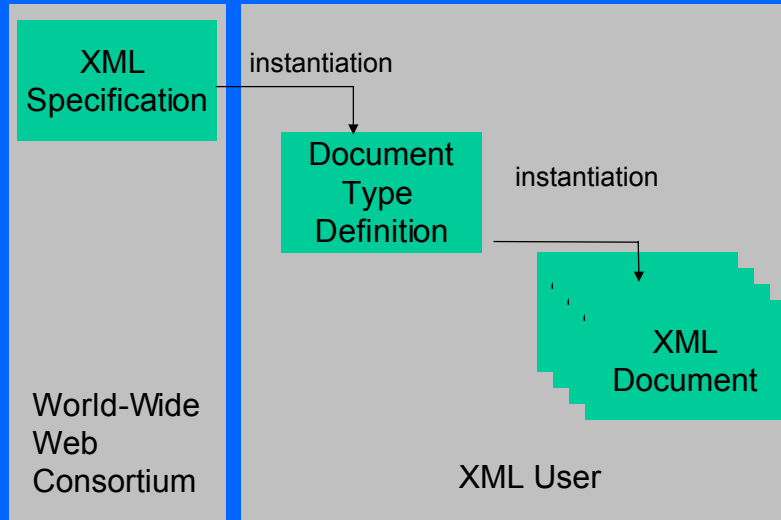 XML
Specification
instantiation
Document
Type
Definition
instantiation
XML
Document
World-Wide
Web
Consortium
XML User